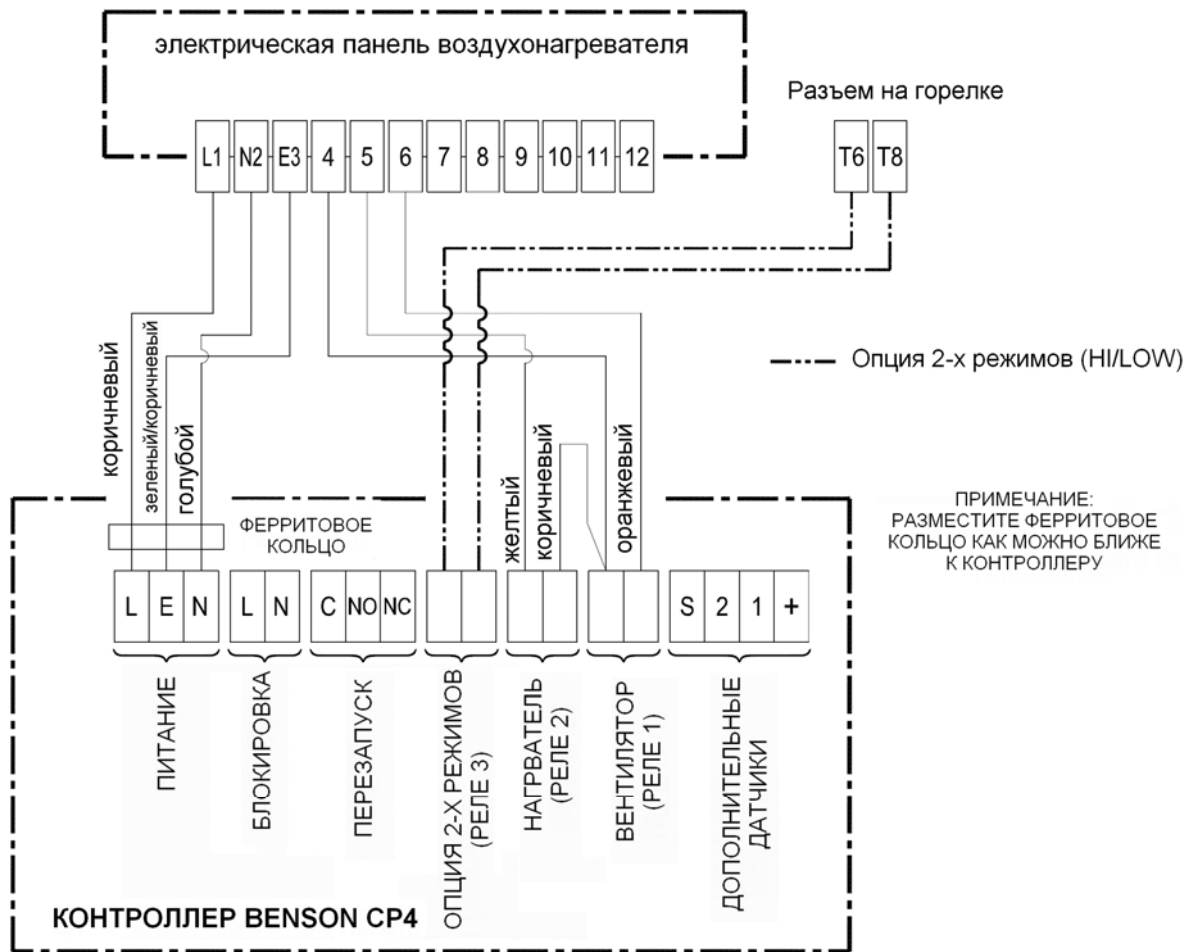 электрическая панель воздухонагревателя
Разъем на горелке
L1 N2 E3 4 5 6 7 8 9 10 11 12
T6 T8
Опция 2-х режимов (HI/LOW)
коричневый
зеленый/коричневый
голубой
желтый
коричневый
оранжевый
ФЕРРИТОВОЕ
КОЛЬЦО
ПРИМЕЧАНИЕ:
РАЗМЕСТИТЕ ФЕРРИТОВОЕ
КОЛЬЦО КАК МОЖНО БЛИЖЕ
К КОНТРОЛЛЕРУ
L E N L N C NO NC S 2 1 +
ПИТАНИЕ
БЛОКИРОВКА
ПЕРЕЗАПУСК
ОПЦИЯ 2-Х РЕЖИМОВ
(РЕЛЕ 3)
НАГРВАТЕЛЬ
(РЕЛЕ 2)
ВЕНТИЛЯТОР
(РЕЛЕ 1)
ДОПОЛНИТЕЛЬНЫЕ
ДАТЧИКИ
КОНТРОЛЛЕР BENSON CP4